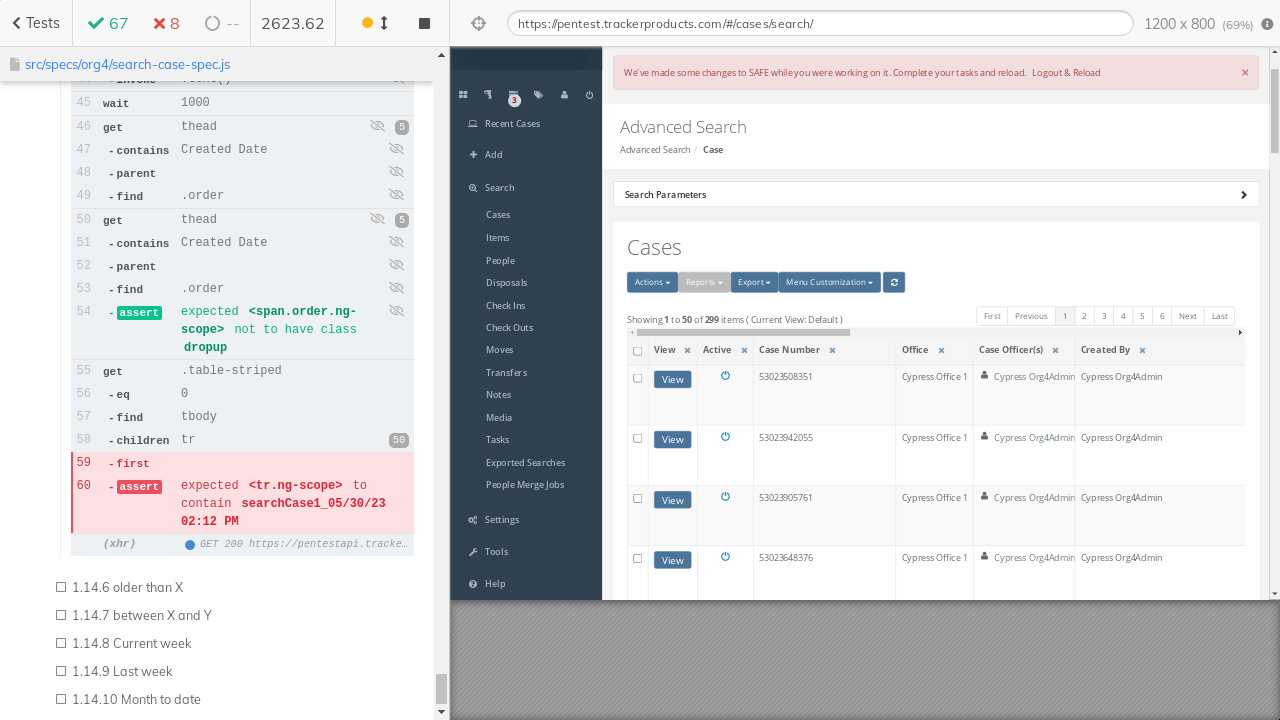 Tests
67
8
--
2623.62
https://pentest.trackerproducts.com/#/cases/search/
1200 x 800 (69%)
src/specs/org4/search-case-spec.js
45 wait 1000
46 get thead 5
47 -contains Created Date
48 -parent
49 -find .order
50 get thead 5
51 -contains Created Date
52 -parent
53 -find .order
54 -assert expected <span.order.ng-
scope> not to have class
dropup
55 get .table-striped
56 -eq 0
57 -find tbody
58 -children tr 50
59 -first
60 -assert expected <tr.ng-scope> to
contain searchCase1_05/30/23
02:12 PM
(xhr) GET 200 https://pentestapi.tracke…
1.14.6 older than X
1.14.7 between X and Y
1.14.8 Current week
1.14.9 Last week
1.14.10 Month to date
3
Recent Cases
Add
Search
Cases
Items
People
Disposals
Check Ins
Check Outs
Moves
Transfers
Notes
Media
Tasks
Exported Searches
People Merge Jobs
Settings
Tools
Help
We've made some changes to SAFE while you were working on it. Complete your tasks and reload. Logout & Reload ×
Advanced Search
Advanced Search / Case
Search Parameters
Cases
Actions Reports Export Menu Customization
Showing 1 to 50 of 299 items ( Current View: Default )
First Previous 1 2 3 4 5 6 Next Last
View Active Case Number Office Case Officer(s) Created By
View 53023508351 Cypress Office 1 Cypress Org4Admin Cypress Org4Admin
View 53023942055 Cypress Office 1 Cypress Org4Admin Cypress Org4Admin
View 53023905761 Cypress Office 1 Cypress Org4Admin Cypress Org4Admin
View 53023648376 Cypress Office 1 Cypress Org4Admin Cypress Org4Admin